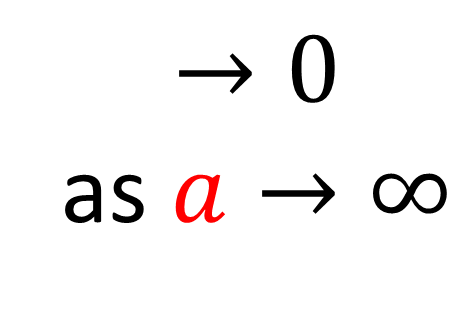 → 0
as a → ∞